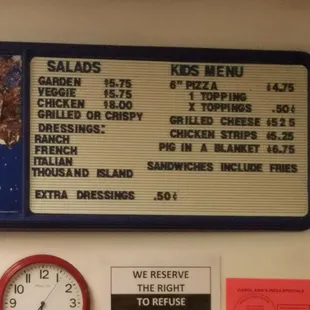 SALADS
GARDEN $5.75
VEGGIE $5.75
CHICKEN $8.00
GRILLED OR CRISPY
DRESSINGS:
RANCH
FRENCH
ITALIAN
THOUSAND ISLAND
EXTRA DRESSINGS .50¢
KIDS MENU
6" PIZZA $4.75
1 TOPPING
X TOPPINGS .50¢
GRILLED CHEESE $525
CHICKEN STRIPS $5.25
PIG IN A BLANKET $6.75
SANDWICHES INCLUDE FRIES
WE RESERVE
THE RIGHT
TO REFUSE